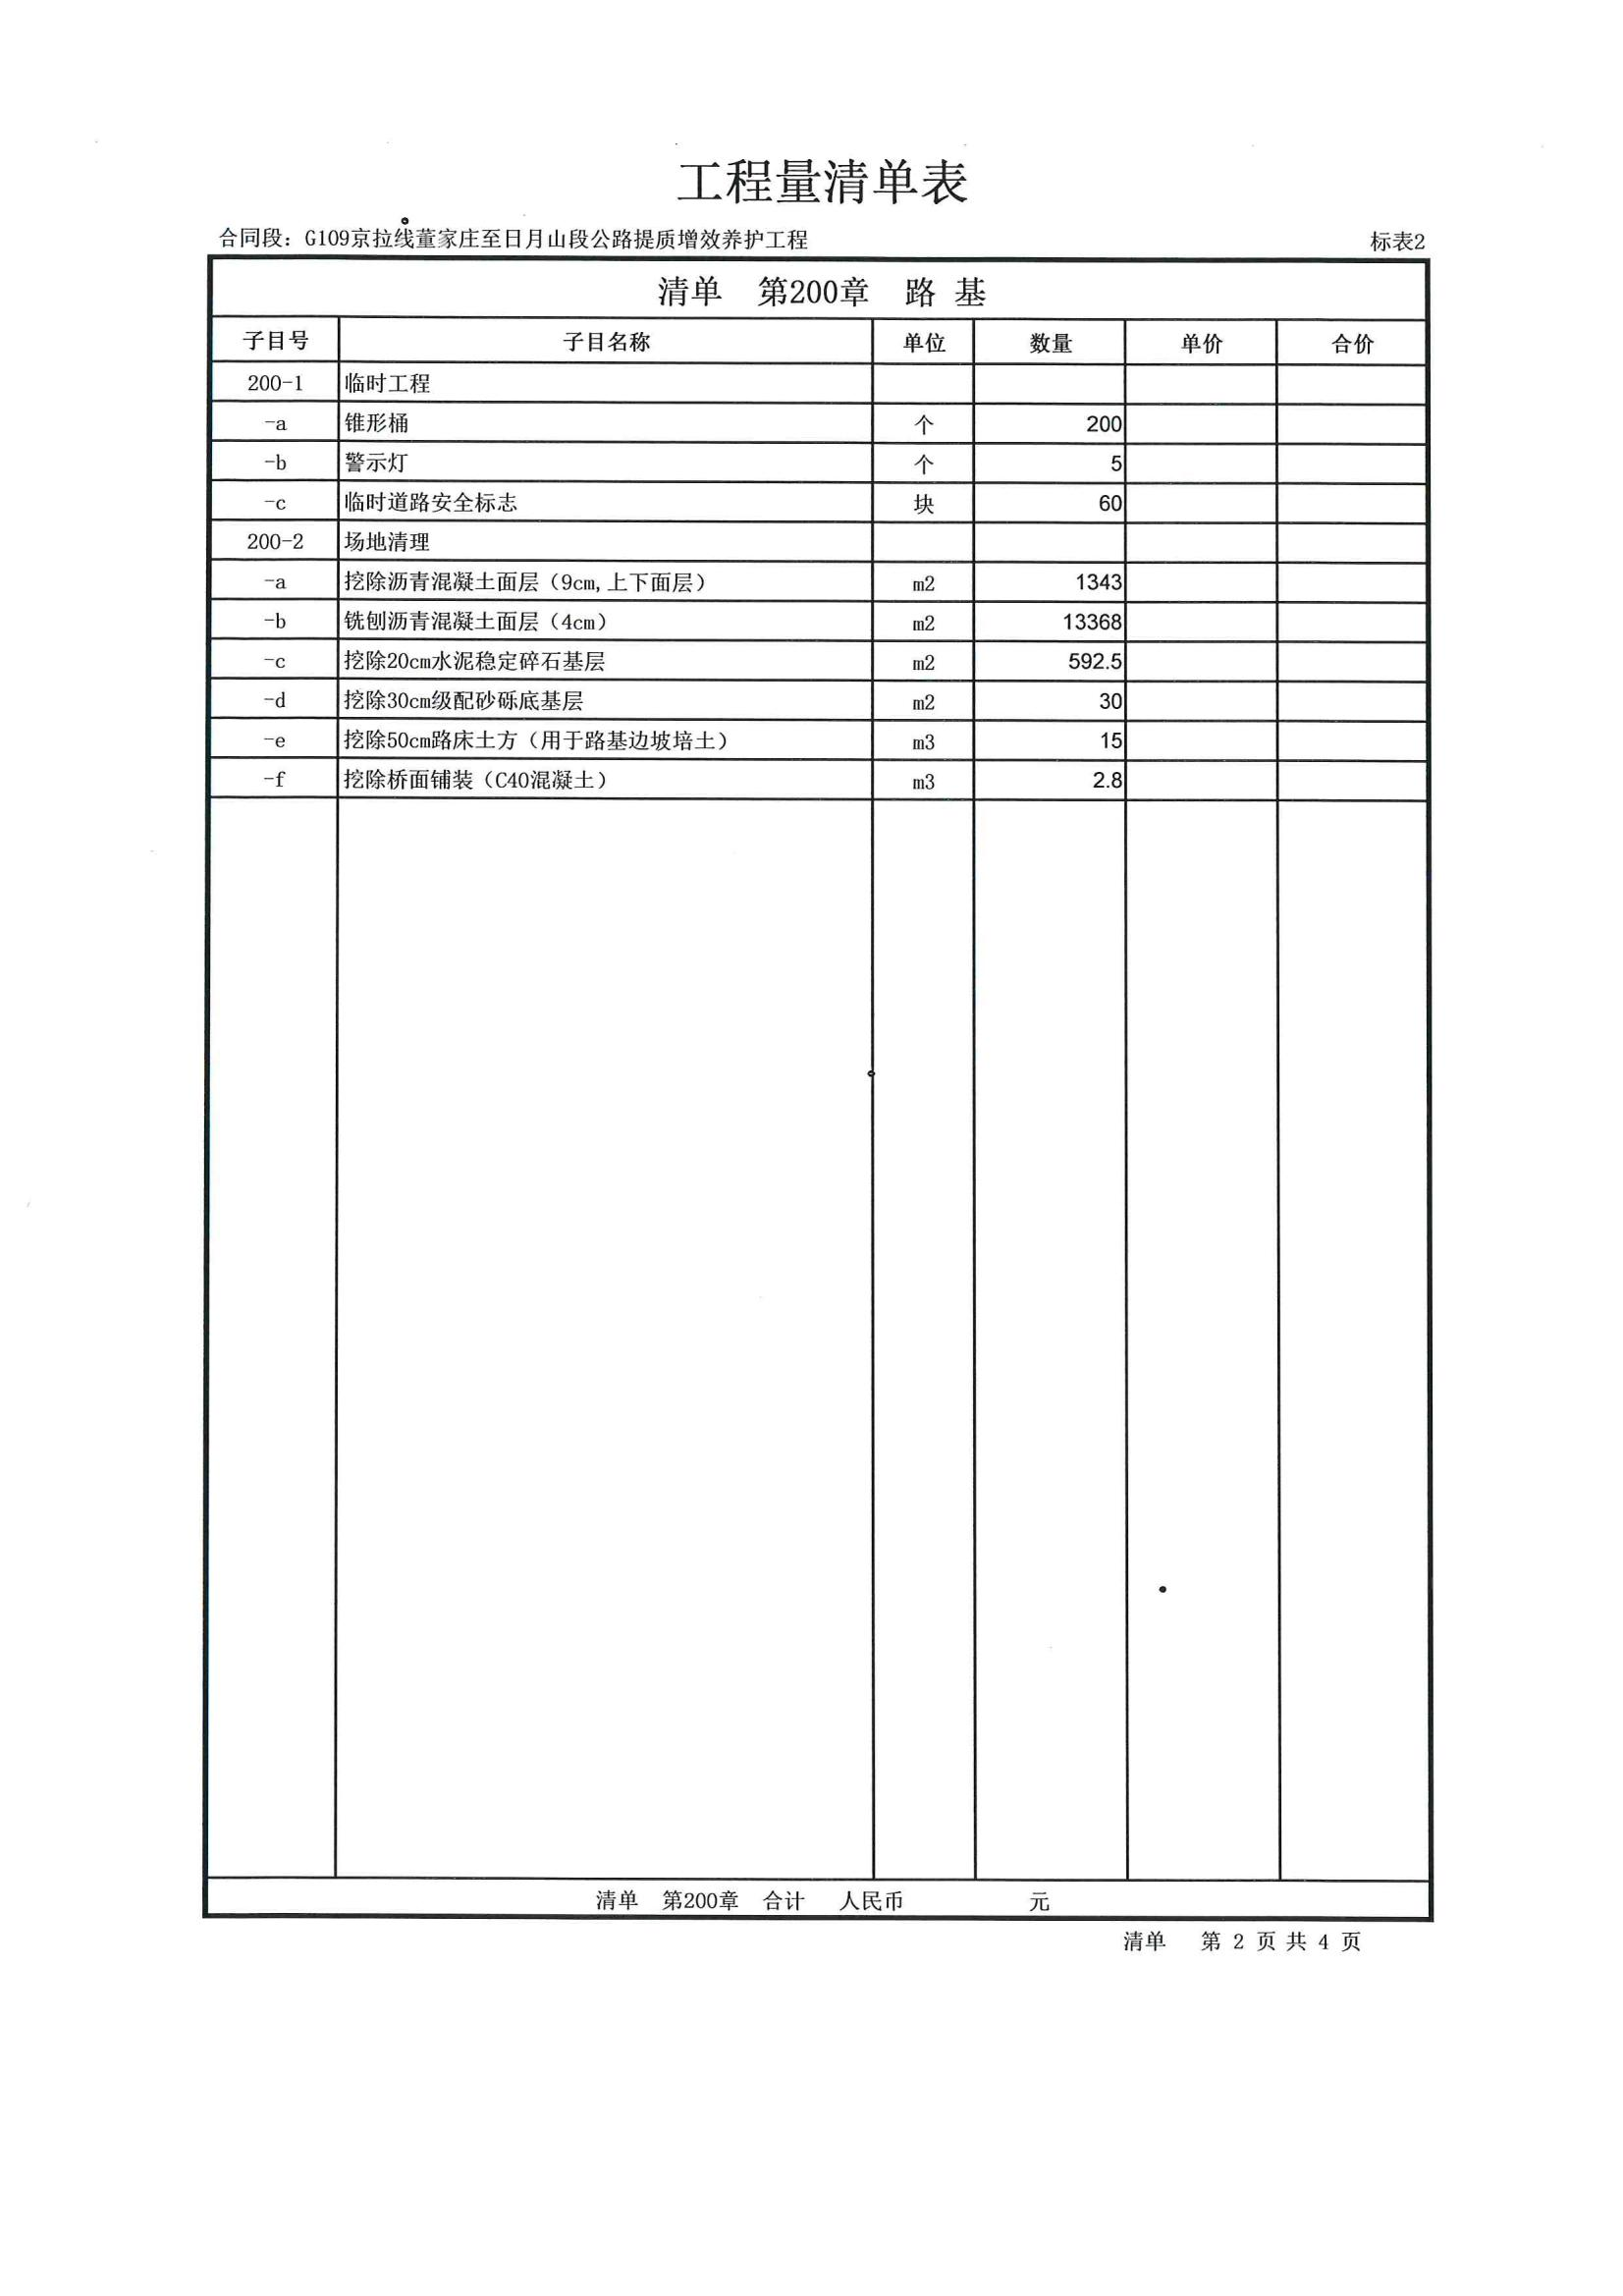 工程量清单表
合同段：G109京拉线董家庄至日月山段公路提质增效养护工程 标表2
清单 第200章 路 基
子目号 子目名称 单位 数量 单价 合价
200-1 临时工程
-a 锥形桶 个 200
-b 警示灯 个 5
-c 临时道路安全标志 块 60
200-2 场地清理
-a 挖除沥青混凝土面层（9cm,上下面层） m2 1343
-b 铣刨沥青混凝土面层（4cm） m2 13368
-c 挖除20cm水泥稳定碎石基层 m2 592.5
-d 挖除30cm级配砂砾底基层 m2 30
-e 挖除50cm路床土方（用于路基边坡培土） m3 15
-f 挖除桥面铺装（C40混凝土） m3 2.8
清单 第200章 合计 人民币 元
清单 第 2 页 共 4 页